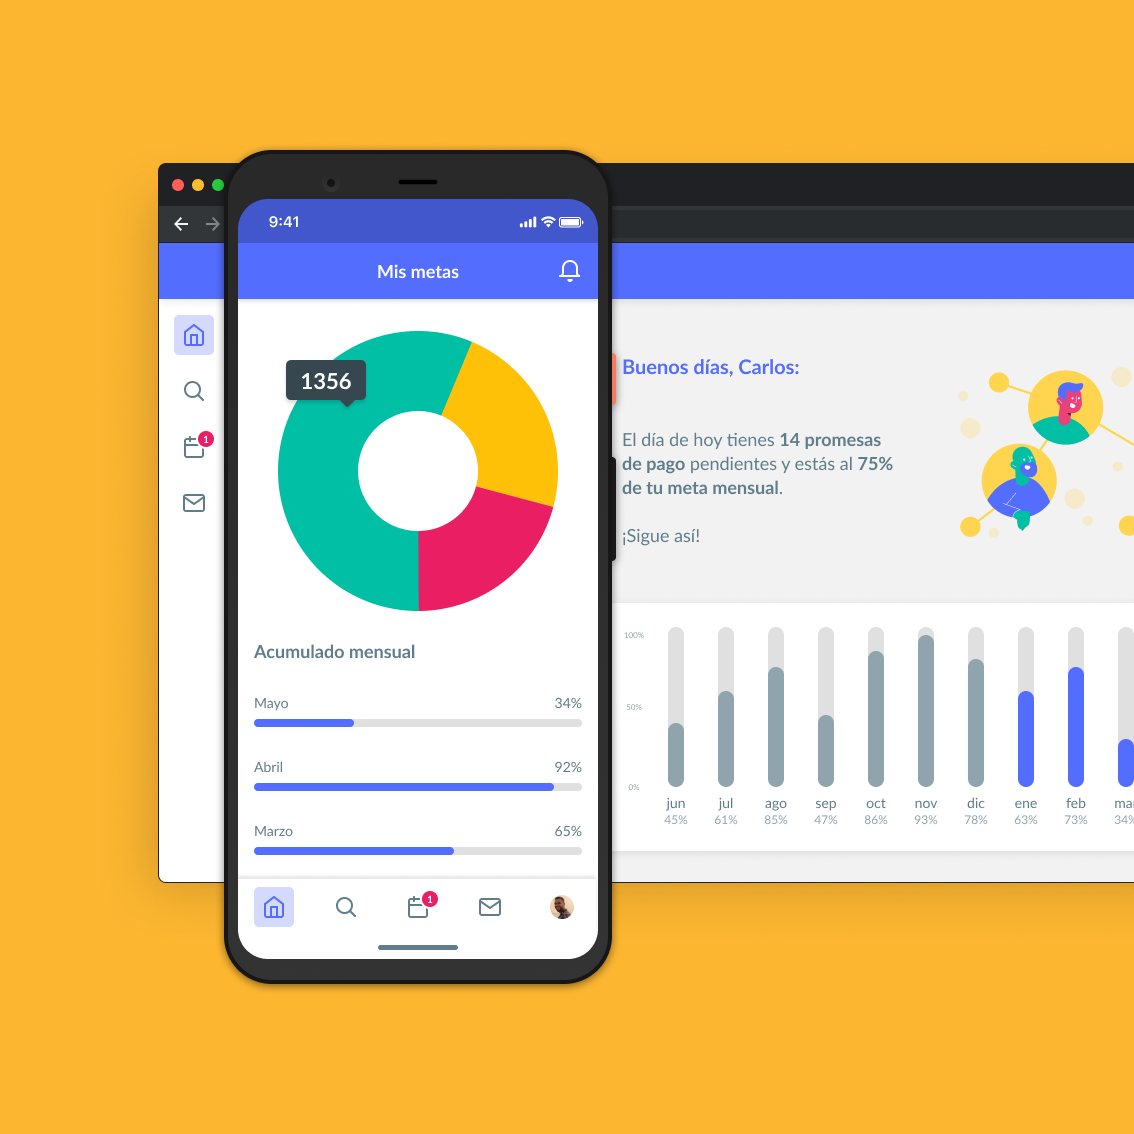 9:41
Mis metas
1356
Acumulado mensual
Mayo 34%
Abril 92%
Marzo 65%
1
1
Buenos días, Carlos:
El día de hoy tienes 14 promesas
de pago pendientes y estás al 75%
de tu meta mensual.
¡Sigue así!
100%
50%
0%
jun jul ago sep oct nov dic ene feb
45% 61% 85% 47% 86% 93% 78% 63% 73% 34%